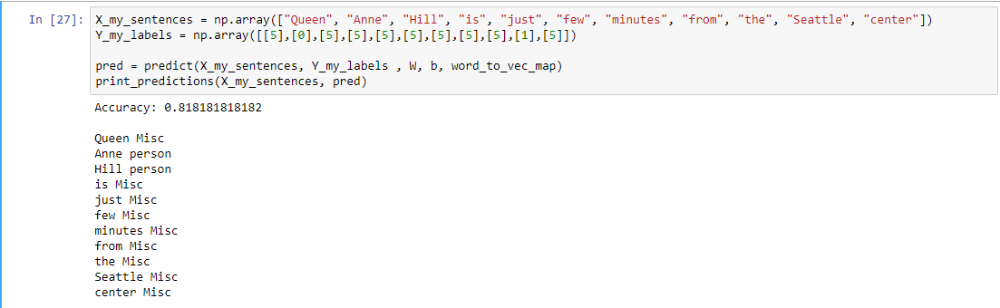 In [27]: X_my_sentences = np.array(["Queen", "Anne", "Hill", "is", "just", "few", "minutes", "from", "the", "Seattle", "center"])
Y_my_labels = np.array([[5],[0],[5],[5],[5],[5],[5],[5],[5],[1],[5]])
pred = predict(X_my_sentences, Y_my_labels , W, b, word_to_vec_map)
print_predictions(X_my_sentences, pred)
Accuracy: 0.818181818182
Queen Misc
Anne person
Hill person
is Misc
just Misc
few Misc
minutes Misc
from Misc
the Misc
Seattle Misc
center Misc